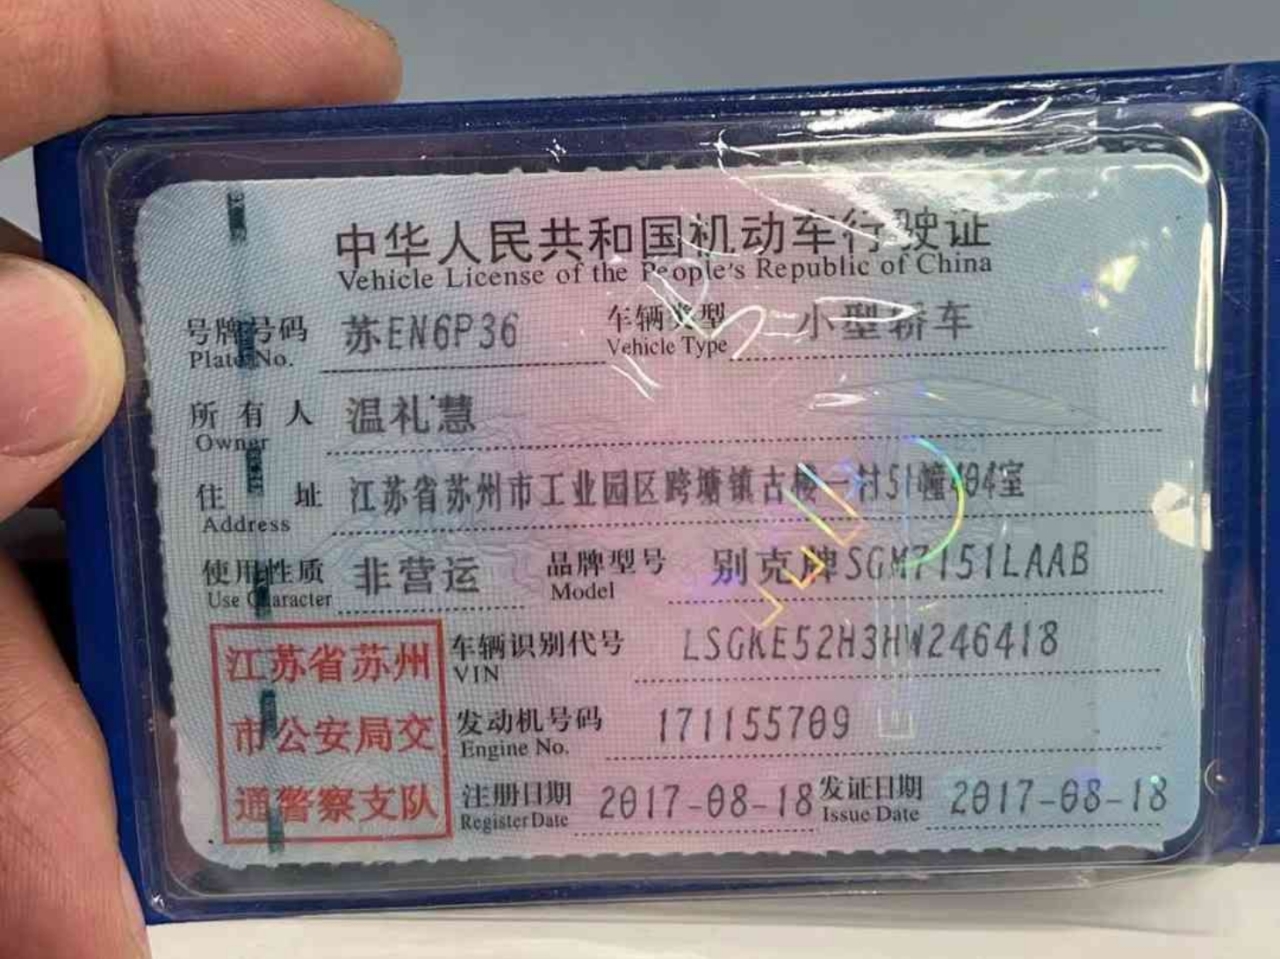 中华人民共和国机动车行驶证
Vehicle License of the People's Republic of China
号牌号码 苏EN6P36 车辆类型 小型轿车
Plate No. Vehicle Type
所有人 温礼慧
Owner
住址 江苏省苏州市工业园区跨塘镇古楼一村51幢404室
Address
使用性质 非营运 品牌型号 别克牌SGM7151LAAB
Use Character Model
江苏省苏州 车辆识别代号 LSGKE52H3HW246418
VIN
市公安局交 发动机号码 171155709
Engine No.
通警察支队 注册日期 2017-08-18 发证日期 2017-08-18
Register Date Issue Date